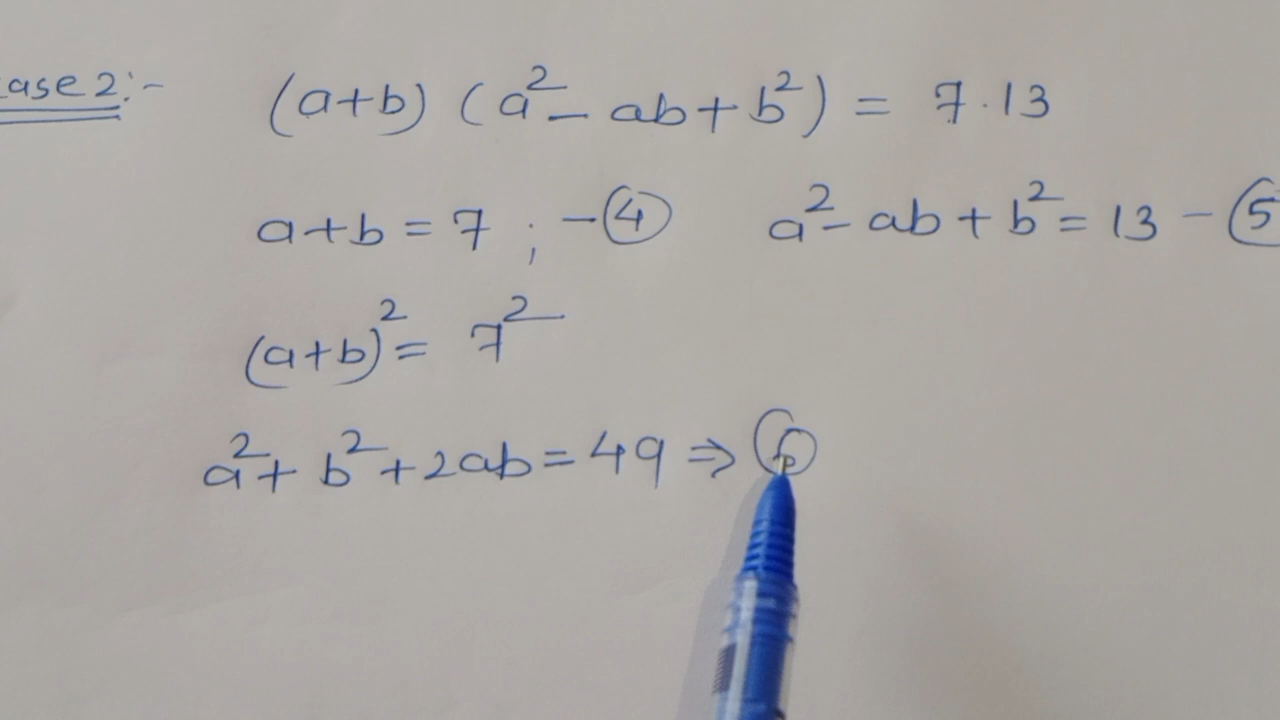 case 2:- (a+b) (a² - ab + b²) = 7.13
a+b = 7 ; - ④ a² - ab + b² = 13 - ⑤
(a+b)² = 7²
a² + b² + 2ab = 49 ⇒ ⑥